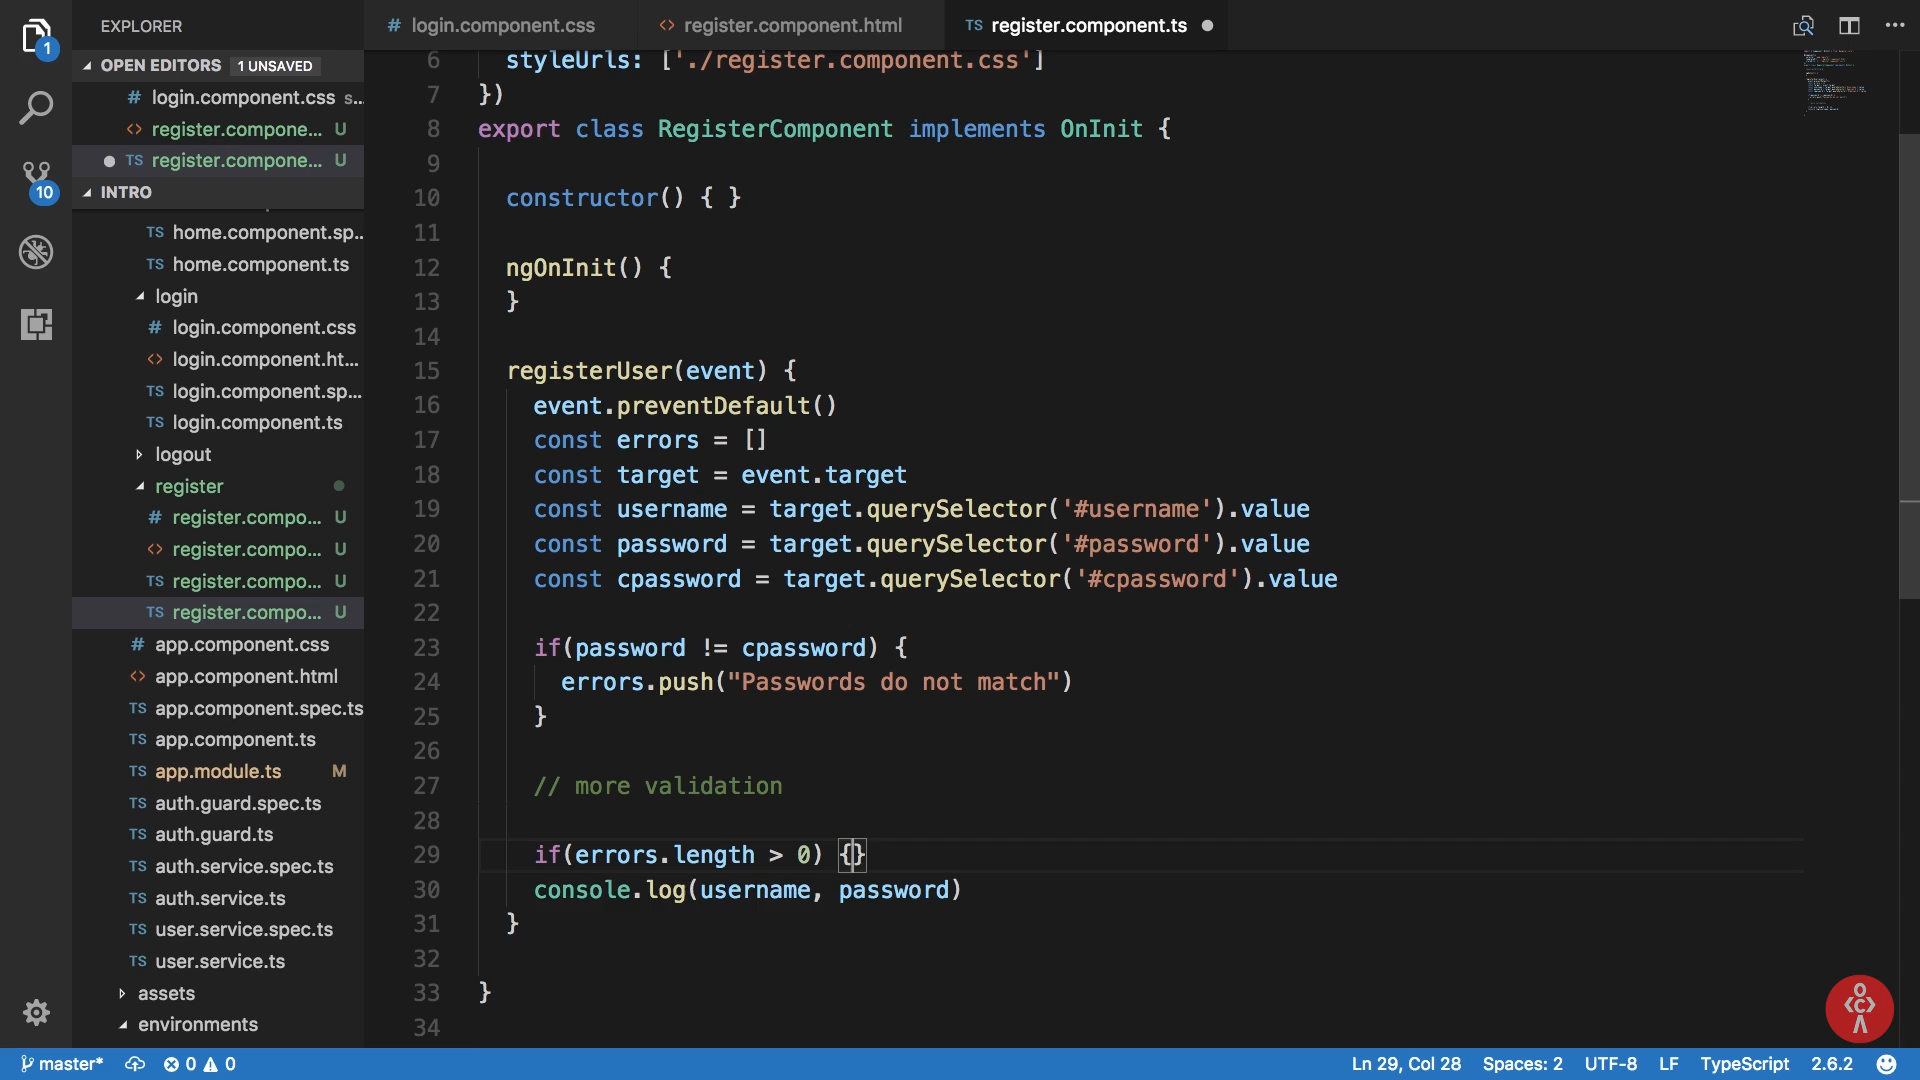 EXPLORER
OPEN EDITORS 1 UNSAVED
# login.component.css s...
<> register.compone... U
TS register.compone... U
INTRO
TS home.component.sp...
TS home.component.ts
login
# login.component.css
<> login.component.ht...
TS login.component.sp...
TS login.component.ts
logout
register
# register.compo... U
<> register.compo... U
TS register.compo... U
TS register.compo... U
# app.component.css
<> app.component.html
TS app.component.spec.ts
TS app.component.ts
TS app.module.ts M
TS auth.guard.spec.ts
TS auth.guard.ts
TS auth.service.spec.ts
TS auth.service.ts
TS user.service.spec.ts
TS user.service.ts
assets
environments
1
10
# login.component.css
<> register.component.html
TS register.component.ts
6 styleUrls: ['./register.component.css']
7 })
8 export class RegisterComponent implements OnInit {
9
10 constructor() { }
11
12 ngOnInit() {
13 }
14
15 registerUser(event) {
16 event.preventDefault()
17 const errors = []
18 const target = event.target
19 const username = target.querySelector('#username').value
20 const password = target.querySelector('#password').value
21 const cpassword = target.querySelector('#cpassword').value
22
23 if(password != cpassword) {
24 errors.push("Passwords do not match")
25 }
26
27 // more validation
28
29 if(errors.length > 0) {}
30 console.log(username, password)
31 }
32
33 }
34
master* 0 0 Ln 29, Col 28 Spaces: 2 UTF-8 LF TypeScript 2.6.2